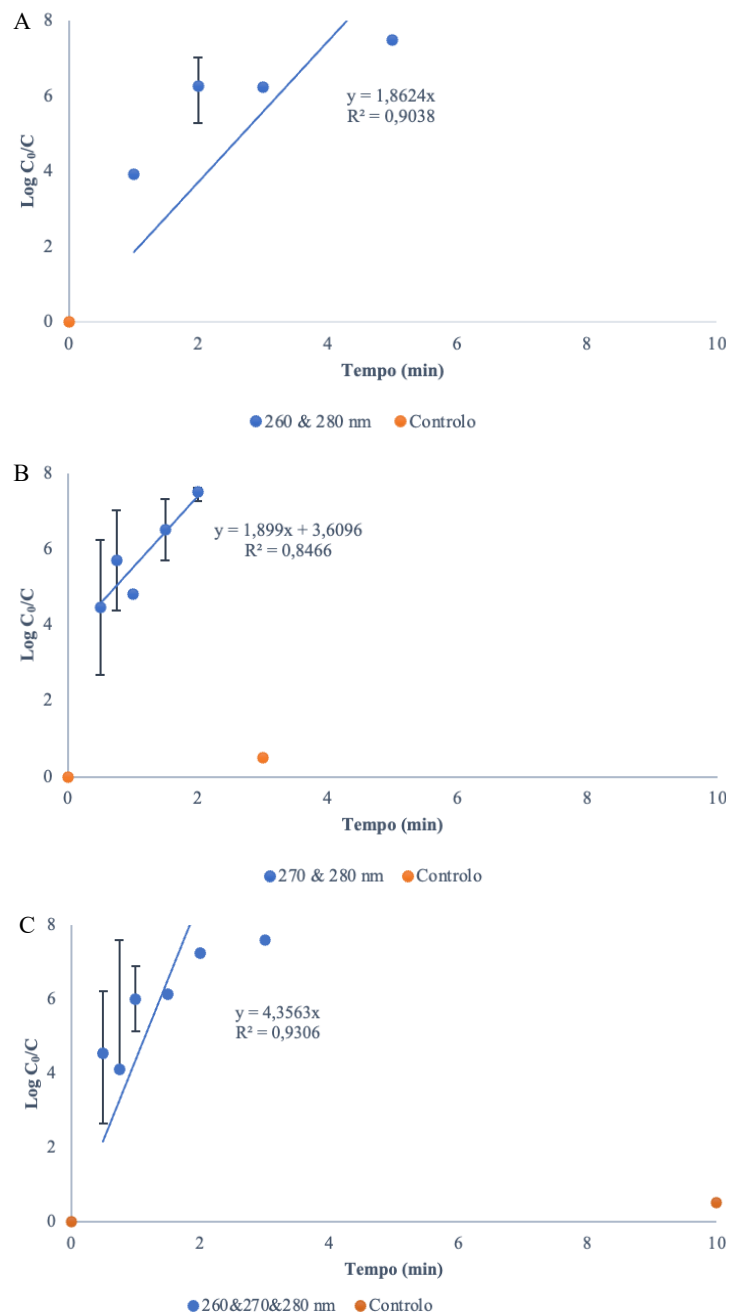 A
8
6
4
2
0
Log C₀/C
y = 1,8624x
R² = 0,9038
0 2 4 6 8 10
Tempo (min)
260 & 280 nm Controlo
B
8
6
4
2
0
Log C₀/C
y = 1,899x + 3,6096
R² = 0,8466
0 2 4 6 8 10
Tempo (min)
270 & 280 nm Controlo
C
8
6
4
2
0
Log C₀/C
y = 4,3563x
R² = 0,9306
0 2 4 6 8 10
Tempo (min)
260&270&280 nm Controlo